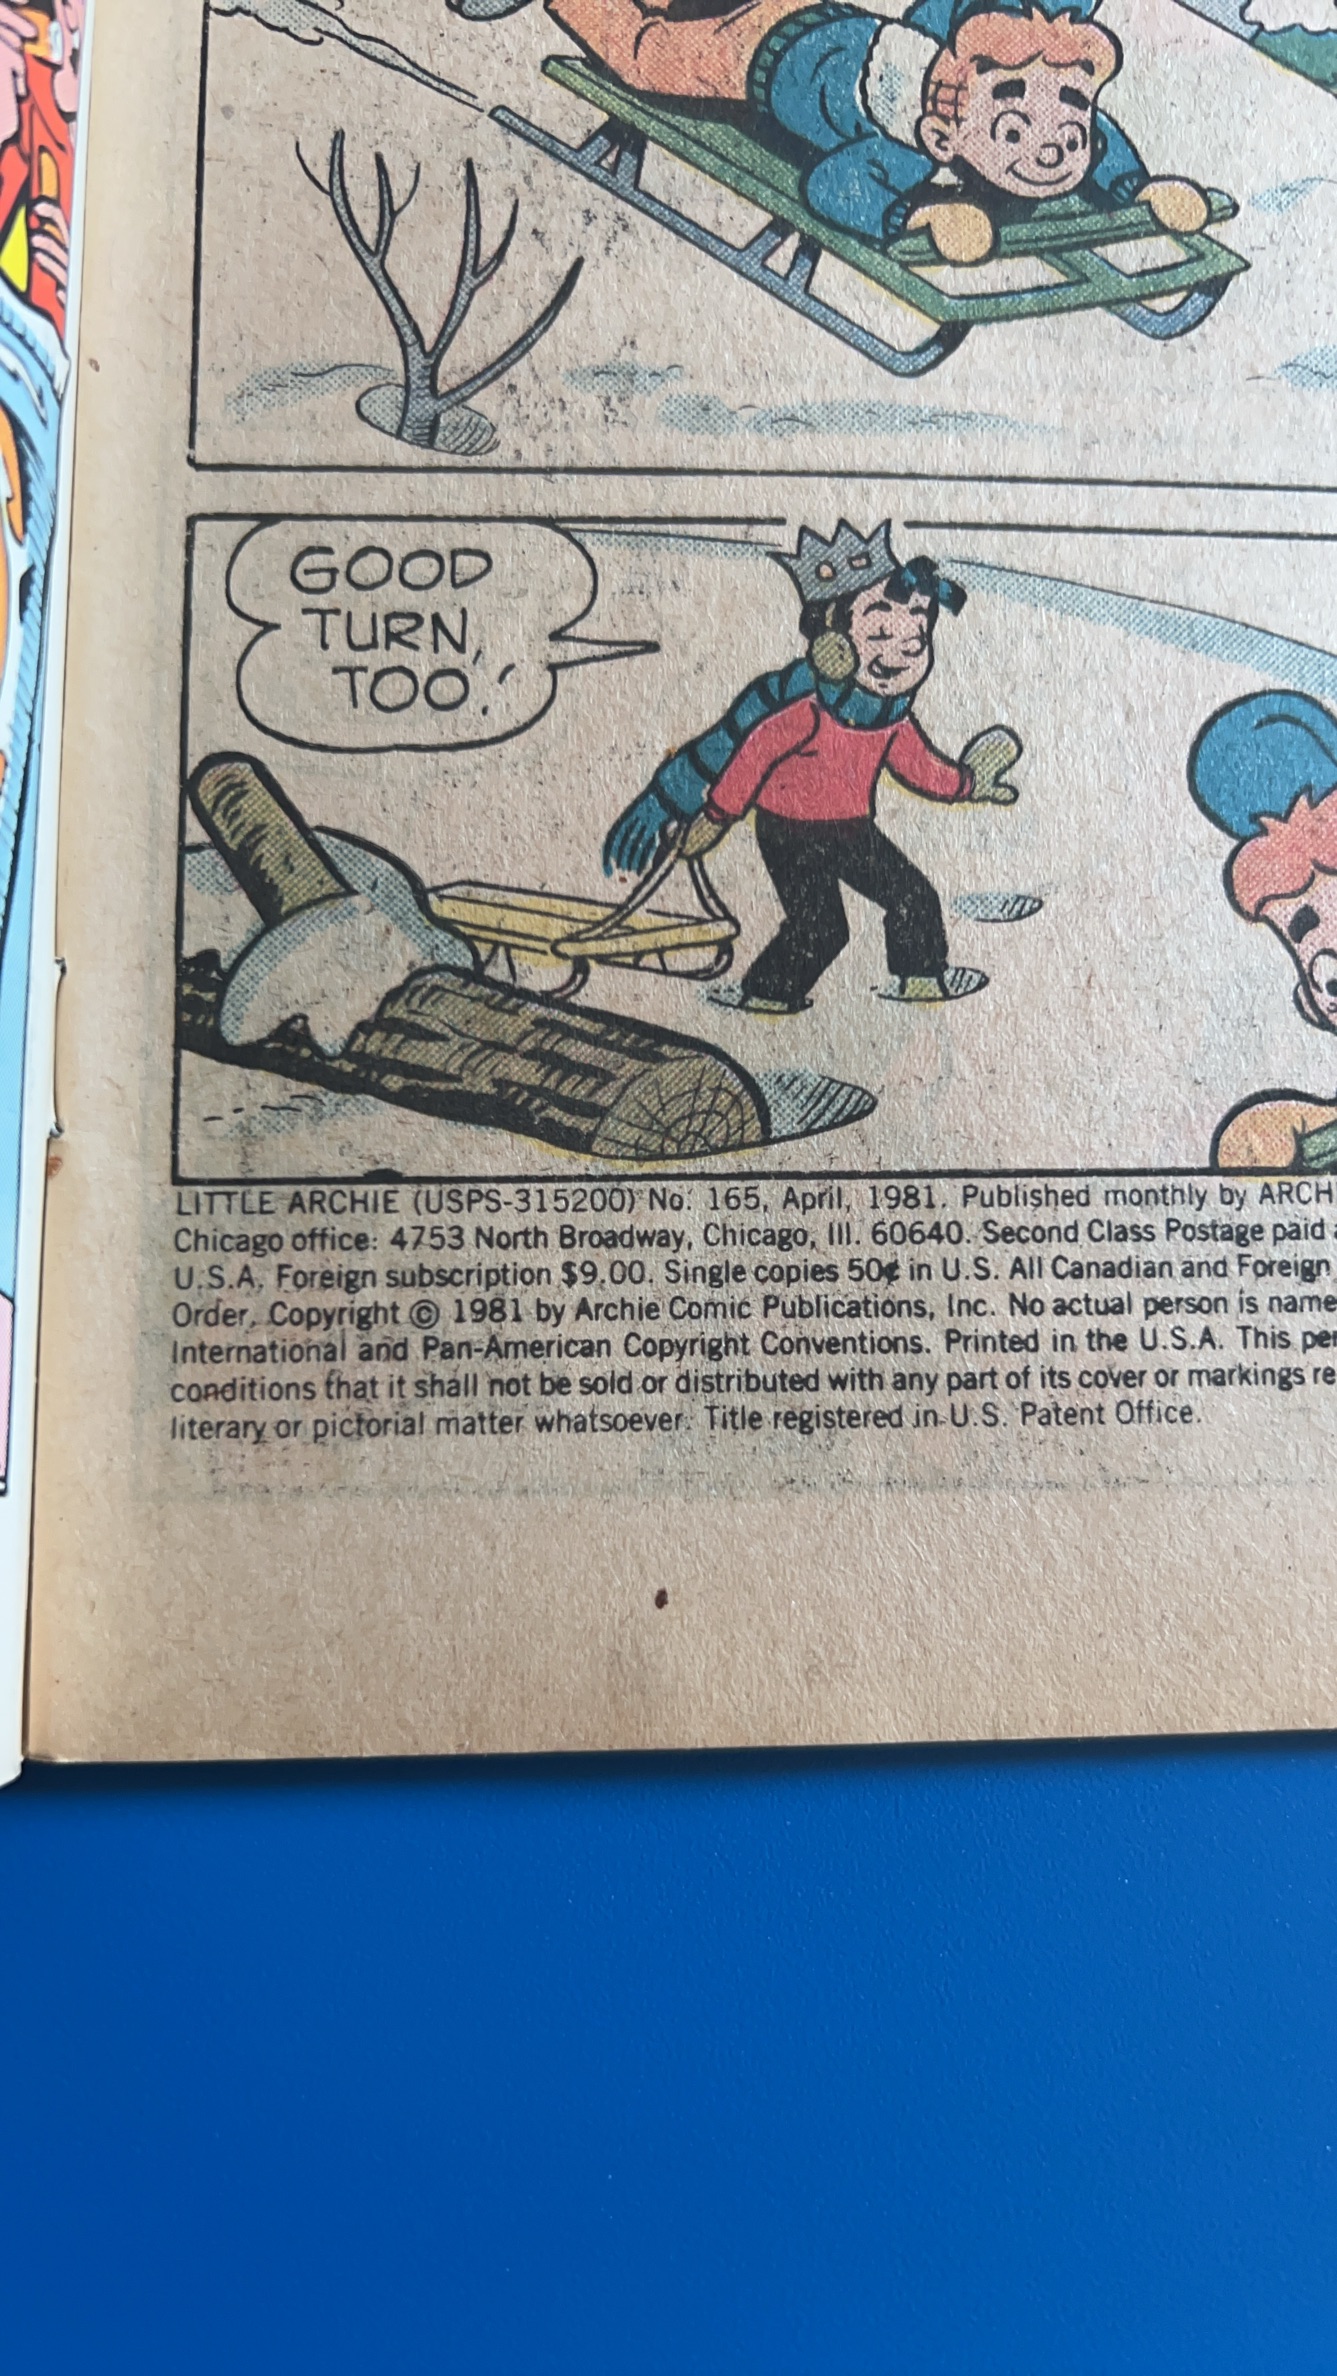 GOOD
TURN,
TOO!
LITTLE ARCHIE (USPS-315200) No. 165, April, 1981. Published monthly by ARCH
Chicago office: 4753 North Broadway, Chicago, Ill. 60640. Second Class Postage paid
U.S.A. Foreign subscription $9.00. Single copies 50¢ in U.S. All Canadian and Foreign
Order. Copyright © 1981 by Archie Comic Publications, Inc. No actual person is name
International and Pan-American Copyright Conventions. Printed in the U.S.A. This per
conditions that it shall not be sold or distributed with any part of its cover or markings re
literary or pictorial matter whatsoever. Title registered in U.S. Patent Office.